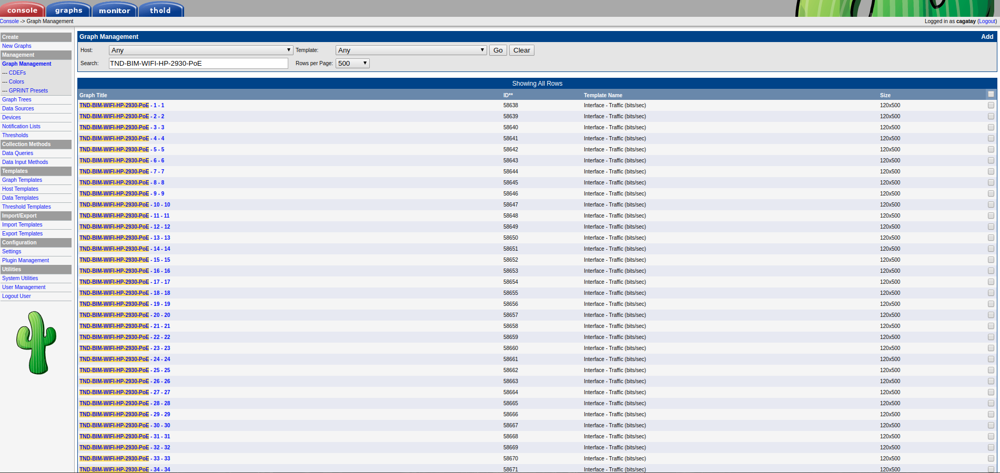 console graphs monitor thold
Console -> Graph Management
Logged in as cagatay (Logout)
Create
New Graphs
Management
Graph Management
--- CDEFs
--- Colors
--- GPRINT Presets
Graph Trees
Data Sources
Devices
Notification Lists
Thresholds
Collection Methods
Data Queries
Data Input Methods
Templates
Graph Templates
Host Templates
Data Templates
Threshold Templates
Import/Export
Import Templates
Export Templates
Configuration
Settings
Plugin Management
Utilities
System Utilities
User Management
Logout User
Graph Management Add
Host: Any Template: Any Go Clear
Search: TND-BIM-WIFI-HP-2930-PoE Rows per Page: 500
Showing All Rows
Graph Title ID** Template Name Size
TND-BIM-WIFI-HP-2930-PoE - 1 - 1 58638 Interface - Traffic (bits/sec) 120x500
TND-BIM-WIFI-HP-2930-PoE - 2 - 2 58639 Interface - Traffic (bits/sec) 120x500
TND-BIM-WIFI-HP-2930-PoE - 3 - 3 58640 Interface - Traffic (bits/sec) 120x500
TND-BIM-WIFI-HP-2930-PoE - 4 - 4 58641 Interface - Traffic (bits/sec) 120x500
TND-BIM-WIFI-HP-2930-PoE - 5 - 5 58642 Interface - Traffic (bits/sec) 120x500
TND-BIM-WIFI-HP-2930-PoE - 6 - 6 58643 Interface - Traffic (bits/sec) 120x500
TND-BIM-WIFI-HP-2930-PoE - 7 - 7 58644 Interface - Traffic (bits/sec) 120x500
TND-BIM-WIFI-HP-2930-PoE - 8 - 8 58645 Interface - Traffic (bits/sec) 120x500
TND-BIM-WIFI-HP-2930-PoE - 9 - 9 58646 Interface - Traffic (bits/sec) 120x500
TND-BIM-WIFI-HP-2930-PoE - 10 - 10 58647 Interface - Traffic (bits/sec) 120x500
TND-BIM-WIFI-HP-2930-PoE - 11 - 11 58648 Interface - Traffic (bits/sec) 120x500
TND-BIM-WIFI-HP-2930-PoE - 12 - 12 58649 Interface - Traffic (bits/sec) 120x500
TND-BIM-WIFI-HP-2930-PoE - 13 - 13 58650 Interface - Traffic (bits/sec) 120x500
TND-BIM-WIFI-HP-2930-PoE - 14 - 14 58651 Interface - Traffic (bits/sec) 120x500
TND-BIM-WIFI-HP-2930-PoE - 15 - 15 58652 Interface - Traffic (bits/sec) 120x500
TND-BIM-WIFI-HP-2930-PoE - 16 - 16 58653 Interface - Traffic (bits/sec) 120x500
TND-BIM-WIFI-HP-2930-PoE - 17 - 17 58654 Interface - Traffic (bits/sec) 120x500
TND-BIM-WIFI-HP-2930-PoE - 18 - 18 58655 Interface - Traffic (bits/sec) 120x500
TND-BIM-WIFI-HP-2930-PoE - 19 - 19 58656 Interface - Traffic (bits/sec) 120x500
TND-BIM-WIFI-HP-2930-PoE - 20 - 20 58657 Interface - Traffic (bits/sec) 120x500
TND-BIM-WIFI-HP-2930-PoE - 21 - 21 58658 Interface - Traffic (bits/sec) 120x500
TND-BIM-WIFI-HP-2930-PoE - 22 - 22 58659 Interface - Traffic (bits/sec) 120x500
TND-BIM-WIFI-HP-2930-PoE - 23 - 23 58660 Interface - Traffic (bits/sec) 120x500
TND-BIM-WIFI-HP-2930-PoE - 24 - 24 58661 Interface - Traffic (bits/sec) 120x500
TND-BIM-WIFI-HP-2930-PoE - 25 - 25 58662 Interface - Traffic (bits/sec) 120x500
TND-BIM-WIFI-HP-2930-PoE - 26 - 26 58663 Interface - Traffic (bits/sec) 120x500
TND-BIM-WIFI-HP-2930-PoE - 27 - 27 58664 Interface - Traffic (bits/sec) 120x500
TND-BIM-WIFI-HP-2930-PoE - 28 - 28 58665 Interface - Traffic (bits/sec) 120x500
TND-BIM-WIFI-HP-2930-PoE - 29 - 29 58666 Interface - Traffic (bits/sec) 120x500
TND-BIM-WIFI-HP-2930-PoE - 30 - 30 58667 Interface - Traffic (bits/sec) 120x500
TND-BIM-WIFI-HP-2930-PoE - 31 - 31 58668 Interface - Traffic (bits/sec) 120x500
TND-BIM-WIFI-HP-2930-PoE - 32 - 32 58669 Interface - Traffic (bits/sec) 120x500
TND-BIM-WIFI-HP-2930-PoE - 33 - 33 58670 Interface - Traffic (bits/sec) 120x500
TND-BIM-WIFI-HP-2930-PoE - 34 - 34 58671 Interface - Traffic (bits/sec) 120x500